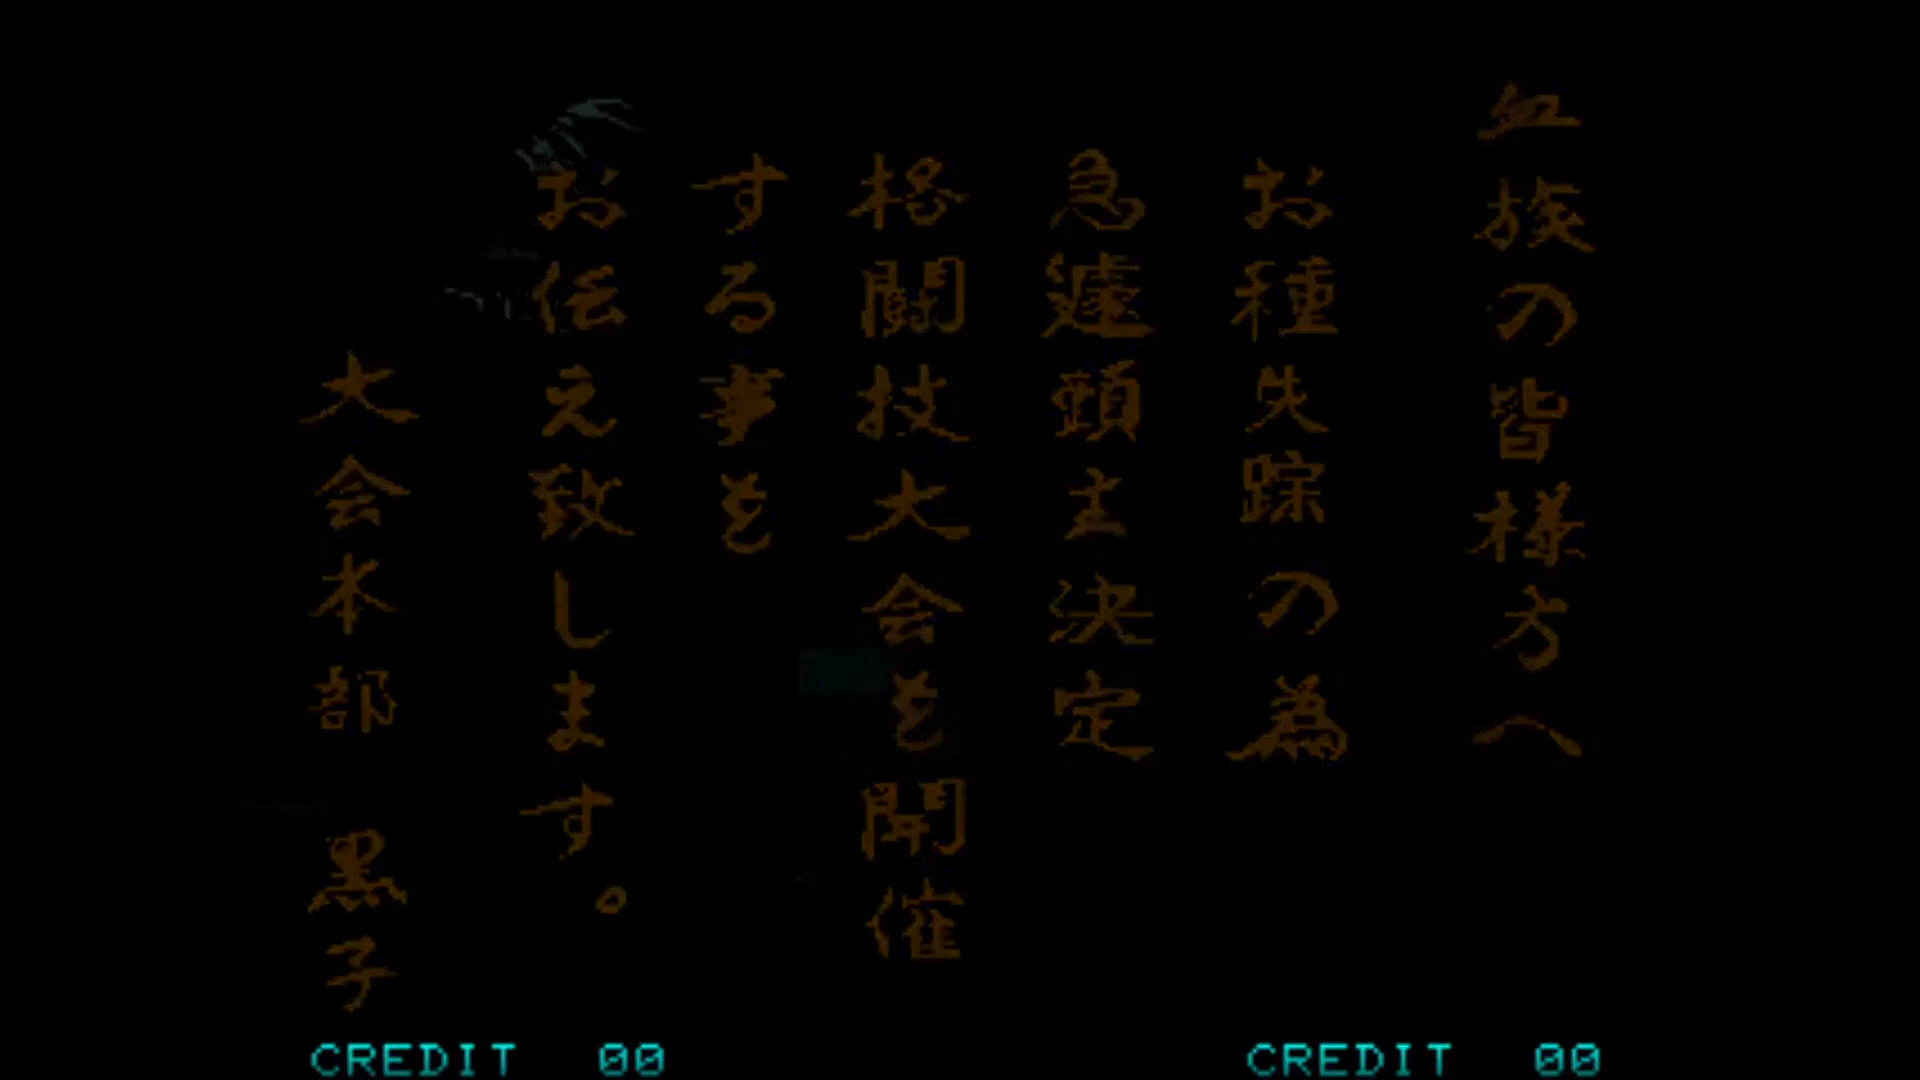 血族の皆様方へ
お種失踪の為
急遽頭主決定
格闘技大会を開催
する事を
お伝え致します。
大会本部 黒子
CREDIT 00
CREDIT 00